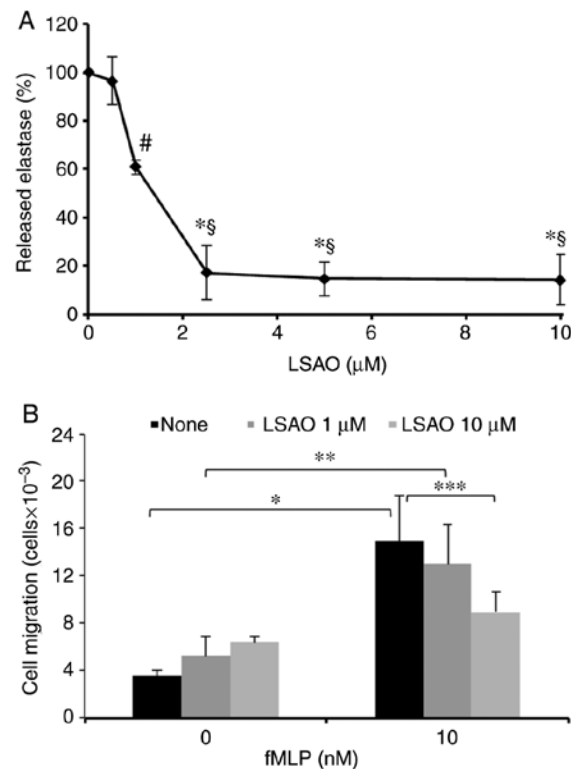 A
120
100
80
60
40
20
0
Released elastase (%)
#
*§
*§
*§
0 2 4 6 8 10
LSAO (μM)
B
None LSAO 1 μM LSAO 10 μM
24
20
16
12
8
4
0
Cell migration (cells×10⁻³)
**
*
***
0 10
fMLP (nM)